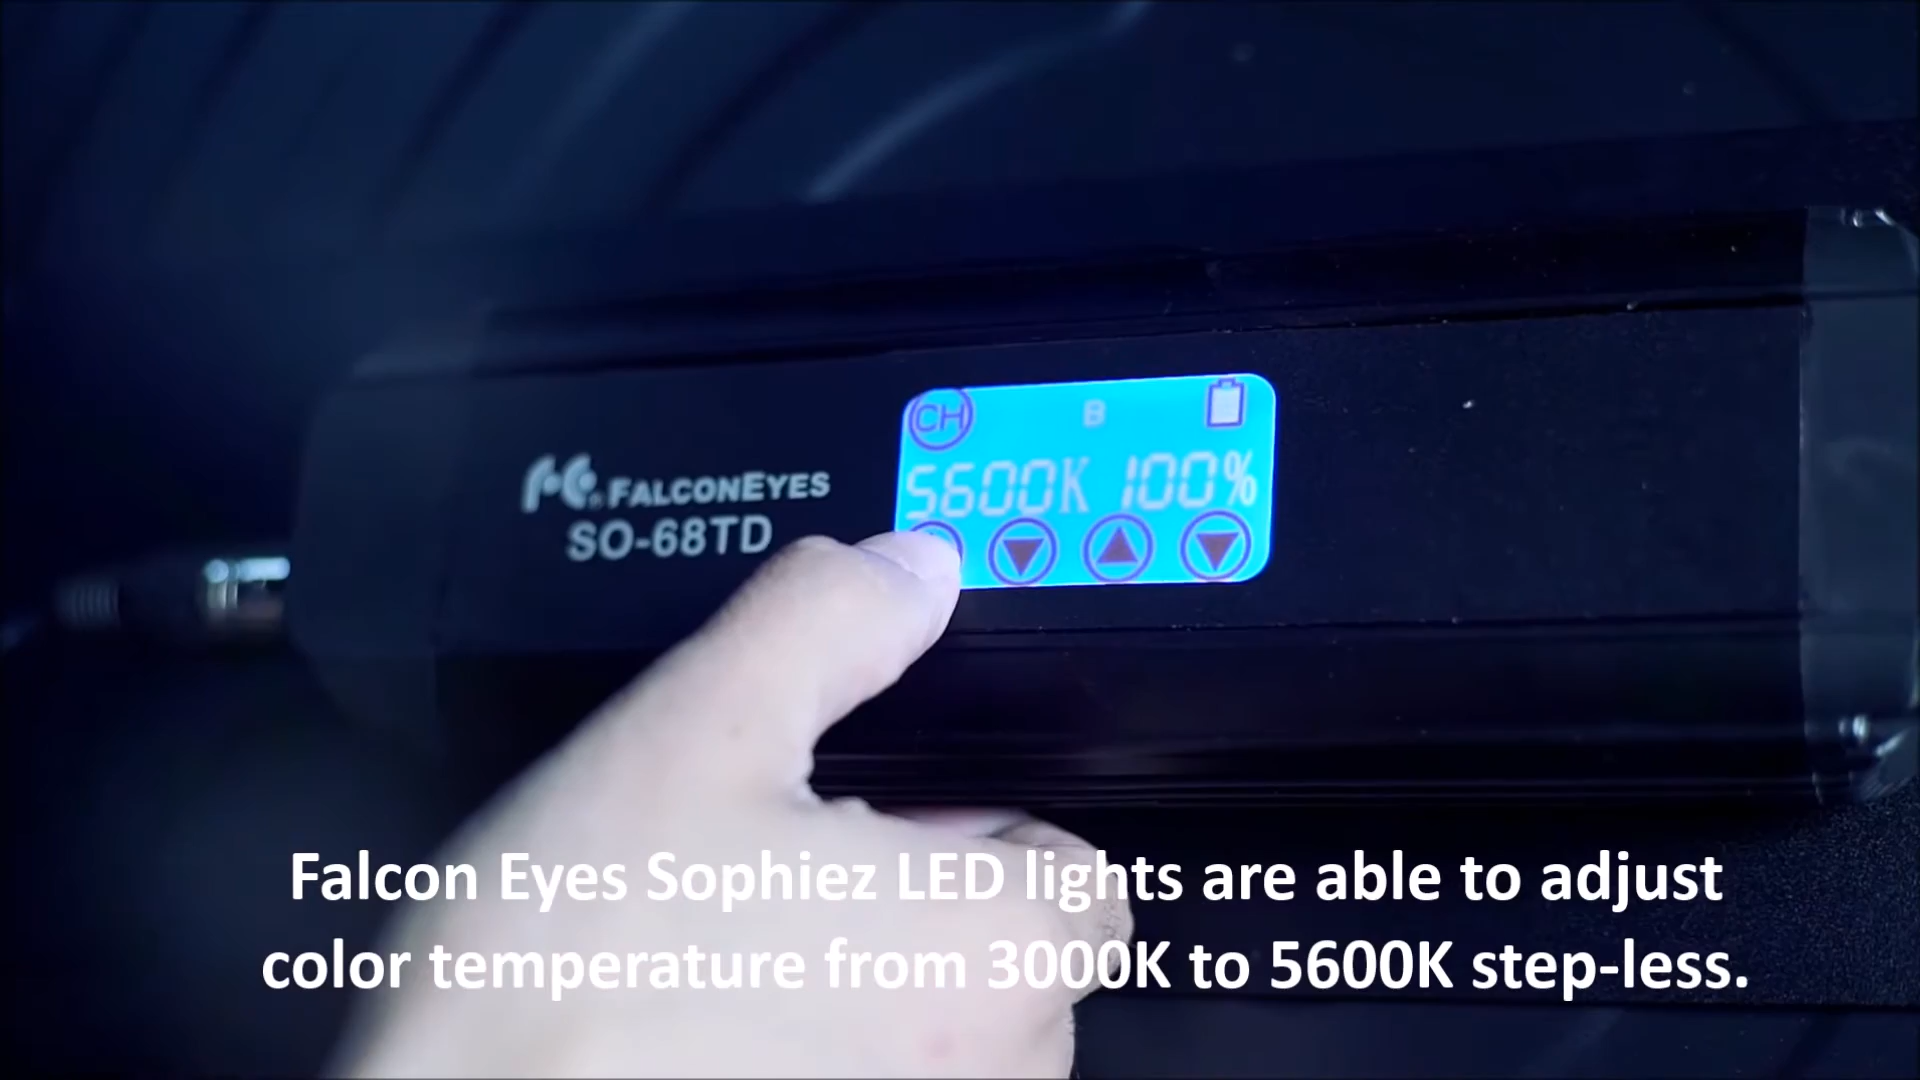 CH B
5600K 100%
FALCONEYES
SO-68TD
Falcon Eyes Sophiez LED lights are able to adjust
color temperature from 3000K to 5600K step-less.